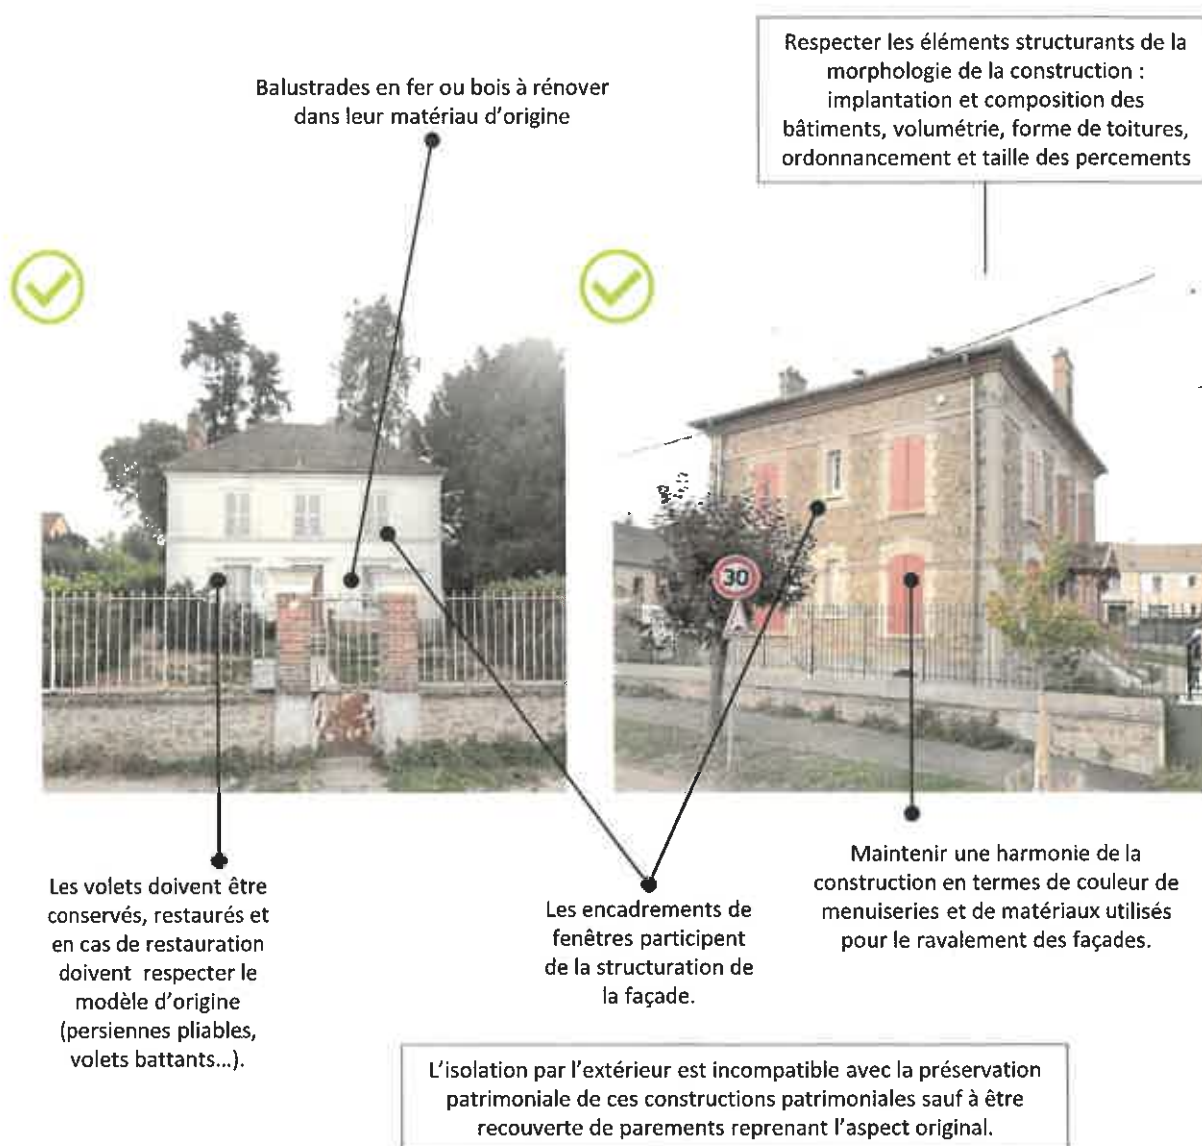 Balustrades en fer ou bois à rénover
dans leur matériau d'origine
Respecter les éléments structurants de la
morphologie de la construction :
implantation et composition des
bâtiments, volumétrie, forme de toitures,
ordonnancement et taille des percements
30
Les volets doivent être
conservés, restaurés et
en cas de restauration
doivent respecter le
modèle d'origine
(persiennes pliables,
volets battants...).
Les encadrements de
fenêtres participent
de la structuration de
la façade.
Maintenir une harmonie de la
construction en termes de couleur de
menuiseries et de matériaux utilisés
pour le ravalement des façades.
L'isolation par l'extérieur est incompatible avec la préservation
patrimoniale de ces constructions patrimoniales sauf à être
recouverte de parements reprenant l'aspect original.